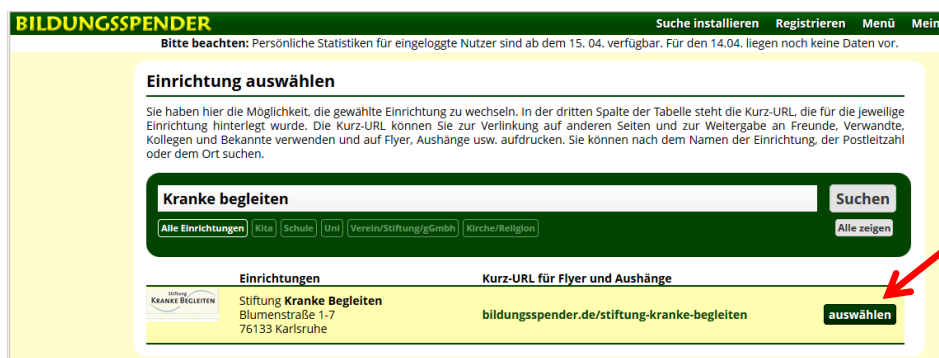 BILDUNGSSPENDER
Suche installieren Registrieren Menü Mein
Bitte beachten: Persönliche Statistiken für eingeloggte Nutzer sind ab dem 15. 04. verfügbar. Für den 14.04. liegen noch keine Daten vor.
Einrichtung auswählen
Sie haben hier die Möglichkeit, die gewählte Einrichtung zu wechseln. In der dritten Spalte der Tabelle steht die Kurz-URL, die für die jeweilige
Einrichtung hinterlegt wurde. Die Kurz-URL können Sie zur Verlinkung auf anderen Seiten und zur Weitergabe an Freunde, Verwandte,
Kollegen und Bekannte verwenden und auf Flyer, Aushänge usw. aufdrucken. Sie können nach dem Namen der Einrichtung, der Postleitzahl
oder dem Ort suchen.
Kranke begleiten Suchen
Alle Einrichtungen Kita Schule Uni Verein/Stiftung/gGmbh Kirche/Religion Alle zeigen
Einrichtungen Kurz-URL für Flyer und Aushänge
Stiftung
KRANKE BEGLEITEN
Stiftung Kranke Begleiten
Blumenstraße 1-7
76133 Karlsruhe
bildungsspender.de/stiftung-kranke-begleiten
auswählen